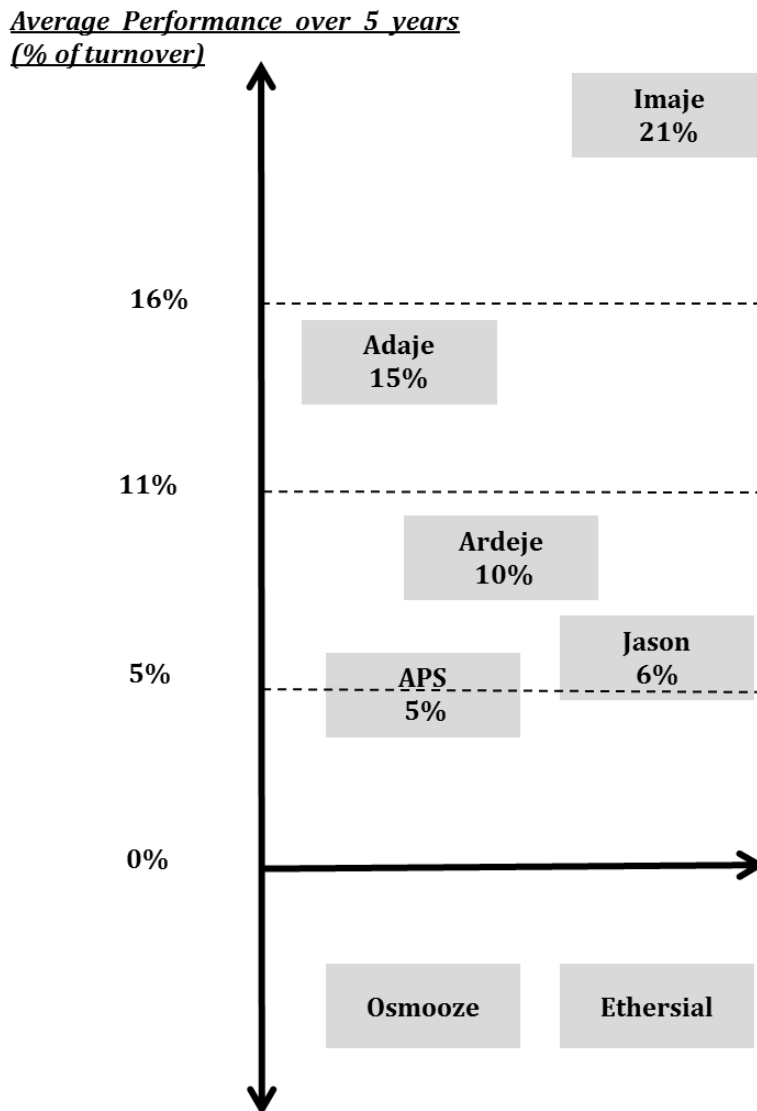 Average Performance over 5 years
(% of turnover)
Imaje
21%
16%
Adaje
15%
11%
Ardeje
10%
Jason
6%
5%
APS
5%
0%
Osmooze
Ethersial